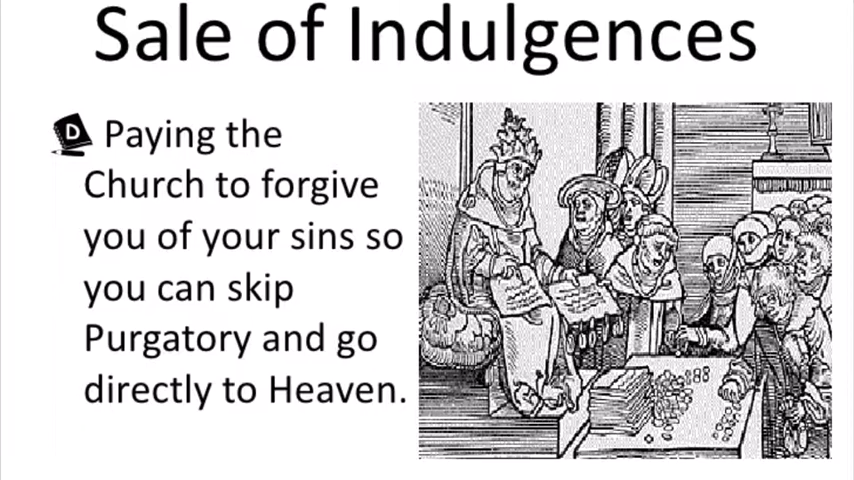 Sale of Indulgences
D Paying the
Church to forgive
you of your sins so
you can skip
Purgatory and go
directly to Heaven.